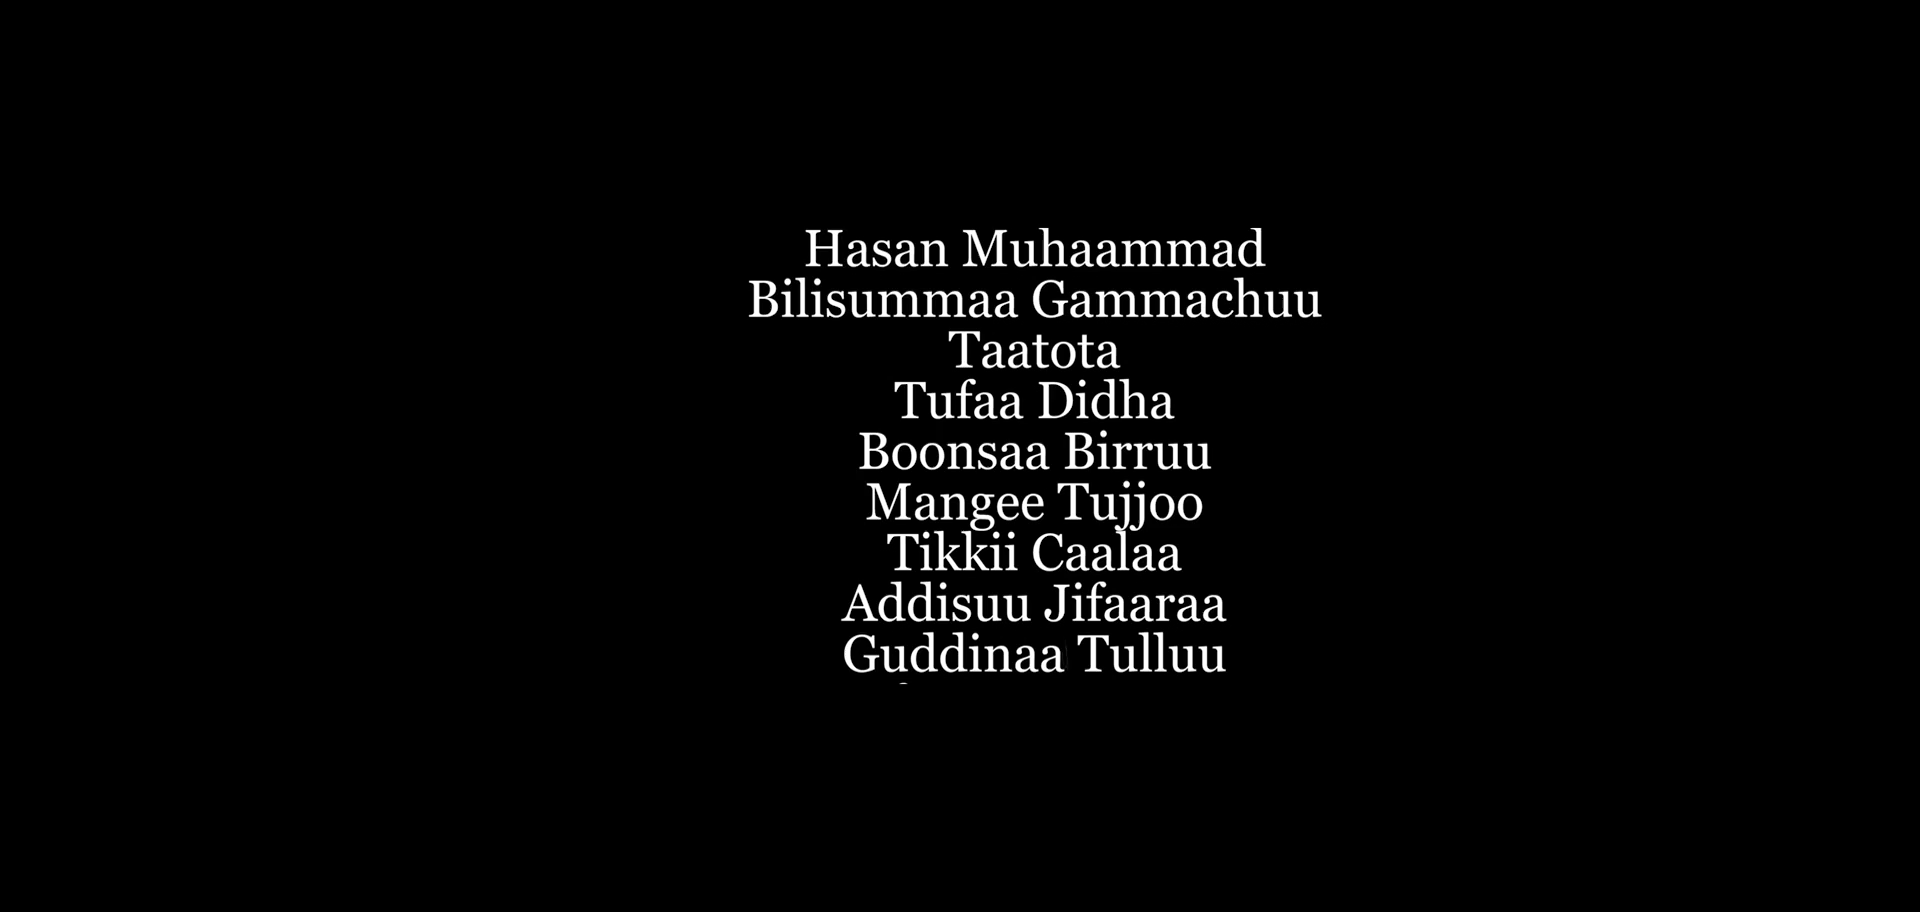 Hasan Muhaammad
Bilisummaa Gammachuu
Taatota
Tufaa Didha
Boonsaa Birruu
Mangee Tujjoo
Tikkii Caalaa
Addisuu Jifaaraa
Guddinaa Tulluu